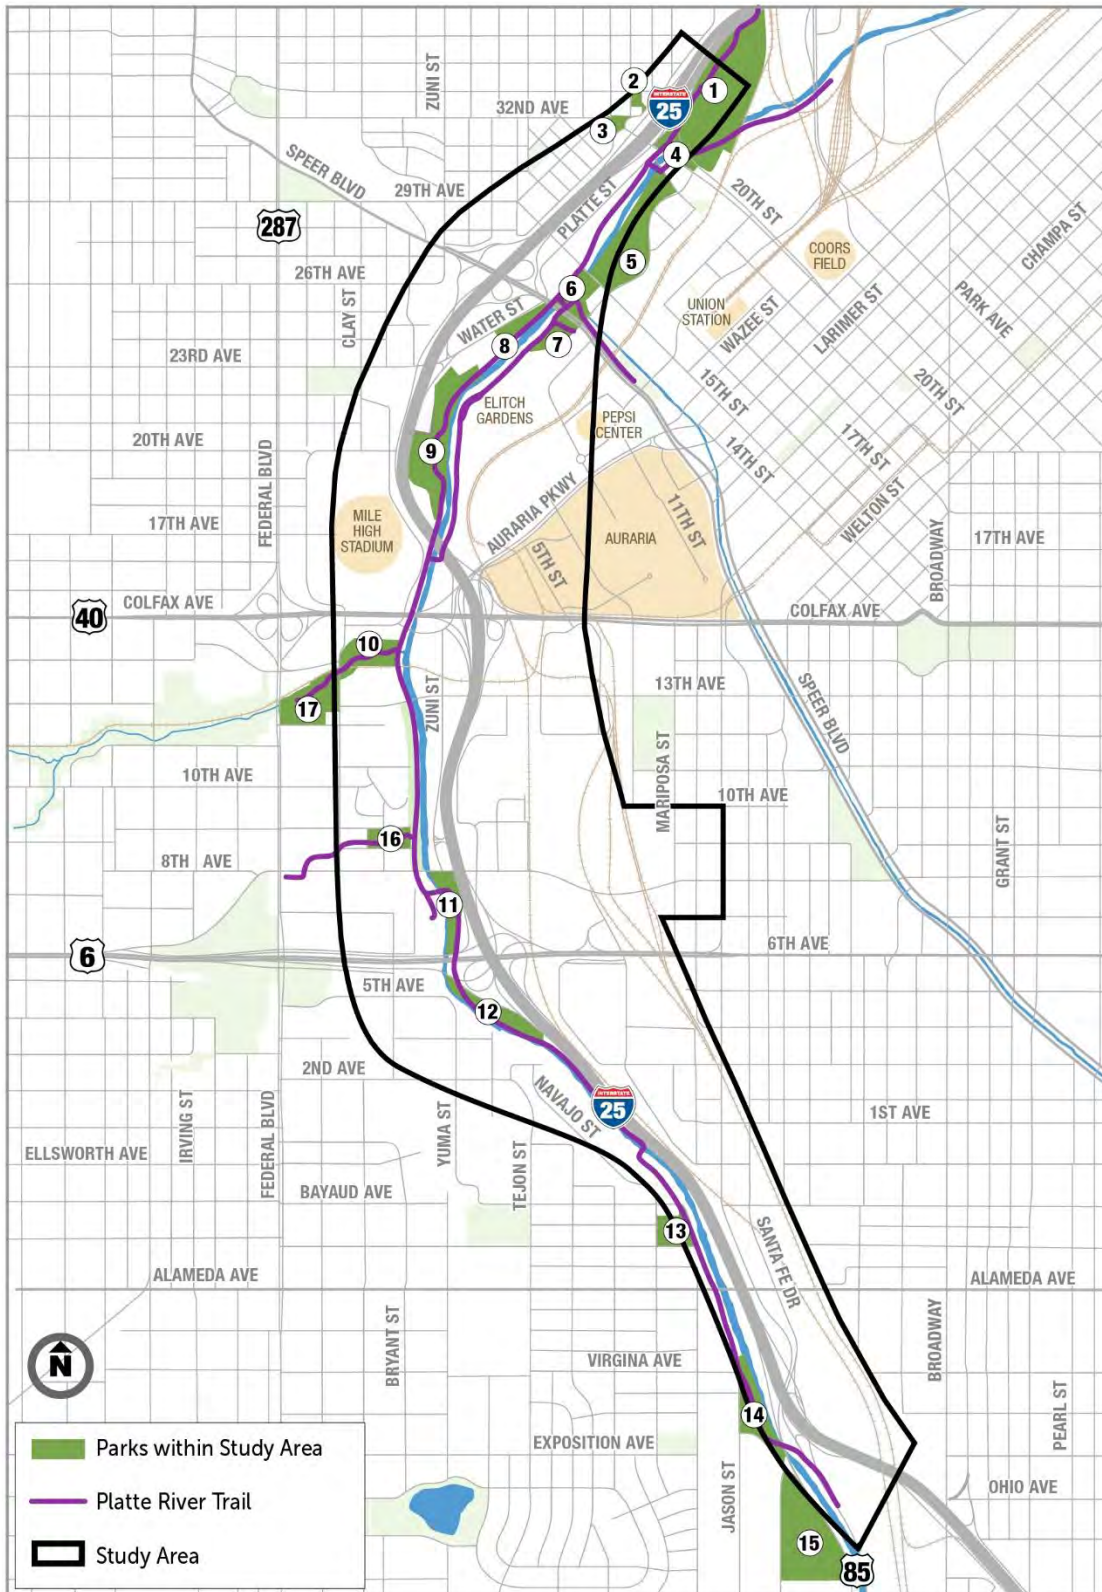 ZUNI ST
2
1
32ND AVE
INTERSTATE
25
3
4
SPEER BLVD
29TH AVE
PLATTE ST
20TH ST
287
COORS
FIELD
CHAMPA ST
26TH AVE
5
6
UNION
STATION
WAZEE ST
LARIMER ST
PARK AVE
CLAY ST
WATER ST
8
7
23RD AVE
15TH ST
20TH ST
ELITCH
GARDENS
PEPSI
CENTER
14TH ST
17TH ST
20TH AVE
9
FEDERAL BLVD
WELTON ST
17TH AVE
MILE
HIGH
STADIUM
AURARIA PKWY
11TH ST
5TH ST
AURARIA
BROADWAY
17TH AVE
40
COLFAX AVE
COLFAX AVE
10
17
ZUNI ST
13TH AVE
SPEER BLVD
10TH AVE
MARIPOSA ST
10TH AVE
16
8TH AVE
GRANT ST
11
6
6TH AVE
5TH AVE
12
2ND AVE
NAVAJO ST
INTERSTATE
25
1ST AVE
IRVING ST
FEDERAL BLVD
YUMA ST
ELLSWORTH AVE
TEJON ST
BAYAUD AVE
13
SANTA FE DR
ALAMEDA AVE
ALAMEDA AVE
BRYANT ST
BROADWAY
N
VIRGINA AVE
PEARL ST
14
EXPOSITION AVE
JASON ST
OHIO AVE
15
85
Parks within Study Area
Platte River Trail
Study Area